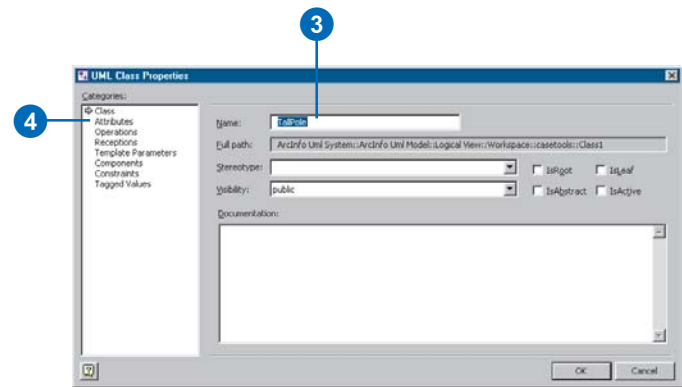 3
UML Class Properties
Categories:
4
Class
Attributes
Operations
Receptions
Template Parameters
Components
Constraints
Tagged Values
Name: TallPole
Full path: ArcInfo Uml System::ArcInfo Uml Model::Logical View::Workspace::casetools::Class1
Stereotype: IsRoot IsLeaf
Visibility: public IsAbstract IsActive
Documentation:
OK Cancel